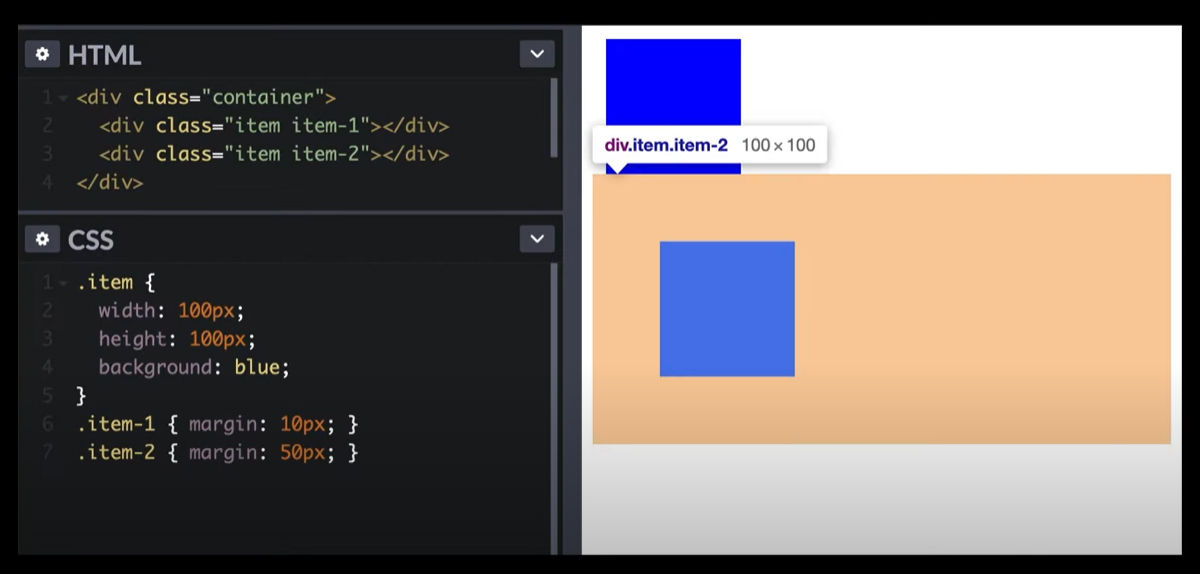 HTML
1 <div class="container">
2 <div class="item item-1"></div>
3 <div class="item item-2"></div>
4 </div>
CSS
1 .item {
2 width: 100px;
3 height: 100px;
4 background: blue;
5 }
6 .item-1 { margin: 10px; }
7 .item-2 { margin: 50px; }
div.item.item-2 100×100